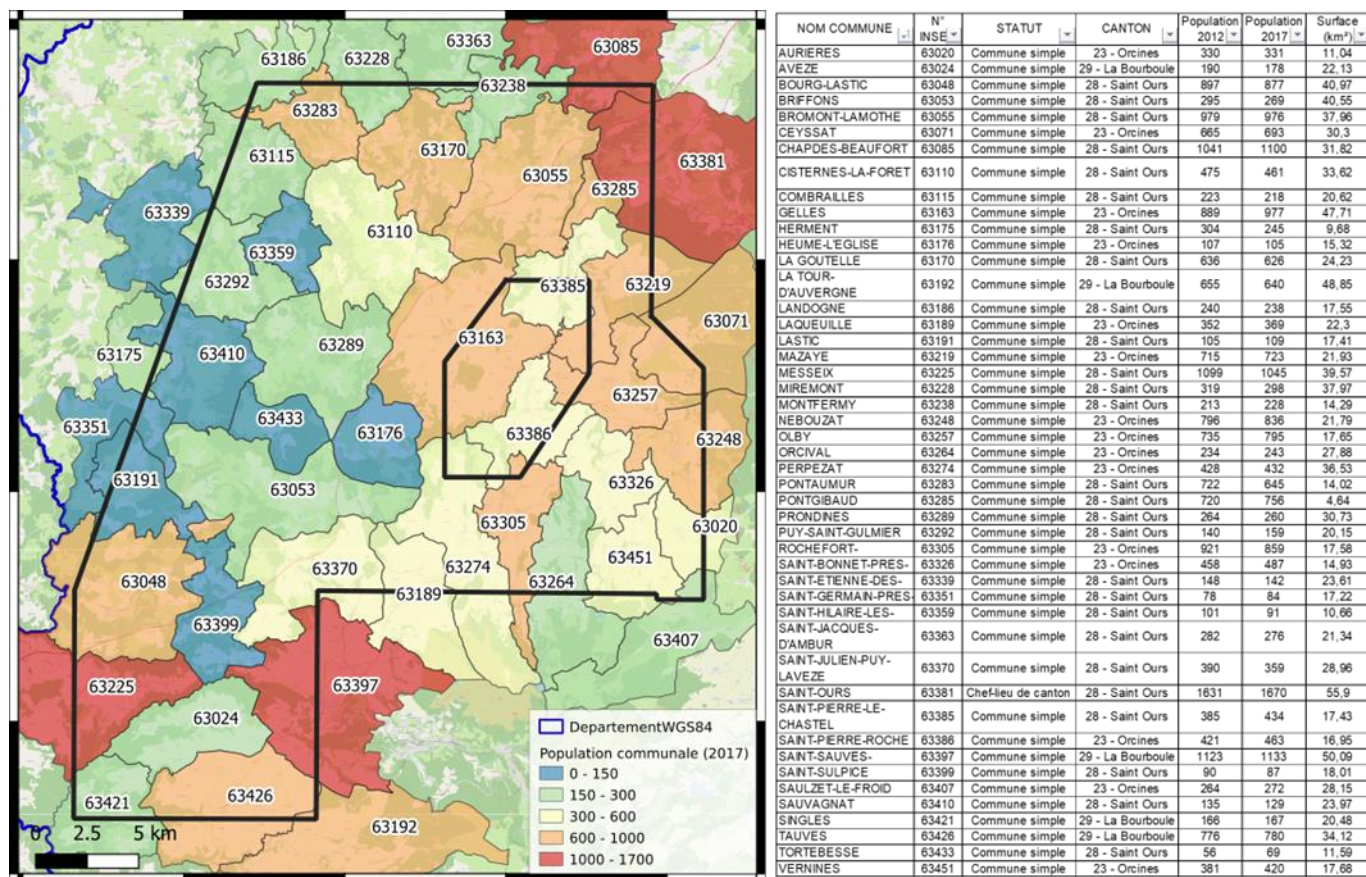 63186
63228
63363
63085
63238
63283
63170
63055
63381
63115
63285
63339
63110
63359
63385
63292
63219
63071
63163
63175
63410
63289
63257
63351
63433
63176
63386
63248
63191
63053
63326
63305
63020
63451
63048
63370
63274
63189
63264
63399
63407
63225
63397
63024
63421
63426
63192
DepartementWGS84
Population communale (2017)
0 - 150
150 - 300
300 - 600
600 - 1000
1000 - 1700
0 2.5 5 km
NOM COMMUNE N° INSE STATUT CANTON Population 2012 Population 2017 Surface (km²)
AURIERES 63020 Commune simple 23 - Orcines 330 331 11,04
AVEZE 63024 Commune simple 29 - La Bourboule 190 178 22,13
BOURG-LASTIC 63048 Commune simple 28 - Saint Ours 897 877 40,97
BRIFFONS 63053 Commune simple 28 - Saint Ours 295 269 40,55
BROMONT-LAMOTHE 63055 Commune simple 28 - Saint Ours 979 976 37,96
CEYSSAT 63071 Commune simple 23 - Orcines 665 693 30,3
CHAPDES-BEAUFORT 63085 Commune simple 28 - Saint Ours 1041 1100 31,82
CISTERNES-LA-FORET 63110 Commune simple 28 - Saint Ours 475 461 33,62
COMBRAILLES 63115 Commune simple 28 - Saint Ours 223 218 20,62
GELLES 63163 Commune simple 23 - Orcines 889 977 47,71
HERMENT 63175 Commune simple 28 - Saint Ours 304 245 9,68
HEUME-L'EGLISE 63176 Commune simple 23 - Orcines 107 105 15,32
LA GOUTELLE 63170 Commune simple 28 - Saint Ours 636 626 24,23
LA TOUR-
D'AUVERGNE 63192 Commune simple 29 - La Bourboule 655 640 48,85
LANDOGNE 63186 Commune simple 28 - Saint Ours 240 238 17,55
LAQUEUILLE 63189 Commune simple 23 - Orcines 352 369 22,3
LASTIC 63191 Commune simple 28 - Saint Ours 105 109 17,41
MAZAYE 63219 Commune simple 23 - Orcines 715 723 21,93
MESSEIX 63225 Commune simple 28 - Saint Ours 1099 1045 39,57
MIREMONT 63228 Commune simple 28 - Saint Ours 319 298 37,97
MONTFERMY 63238 Commune simple 28 - Saint Ours 213 228 14,29
NEBOUZAT 63248 Commune simple 23 - Orcines 796 836 21,79
OLBY 63257 Commune simple 23 - Orcines 735 795 17,65
ORCIVAL 63264 Commune simple 23 - Orcines 234 243 27,88
PERPEZAT 63274 Commune simple 23 - Orcines 428 432 36,53
PONTAUMUR 63283 Commune simple 28 - Saint Ours 722 645 14,02
PONTGIBAUD 63285 Commune simple 28 - Saint Ours 720 756 4,64
PRONDINES 63289 Commune simple 28 - Saint Ours 264 260 30,73
PUY-SAINT-GULMIER 63292 Commune simple 28 - Saint Ours 140 159 20,15
ROCHEFORT- 63305 Commune simple 23 - Orcines 921 859 17,58
SAINT-BONNET-PRES- 63326 Commune simple 23 - Orcines 458 487 14,93
SAINT-ETIENNE-DES- 63339 Commune simple 28 - Saint Ours 148 142 23,61
SAINT-GERMAIN-PRES- 63351 Commune simple 28 - Saint Ours 78 84 17,22
SAINT-HILAIRE-LES- 63359 Commune simple 28 - Saint Ours 101 91 10,66
SAINT-JACQUES-
D'AMBUR 63363 Commune simple 28 - Saint Ours 282 276 21,34
SAINT-JULIEN-PUY-
LAVEZE 63370 Commune simple 28 - Saint Ours 390 359 28,96
SAINT-OURS 63381 Chef-lieu de canton 28 - Saint Ours 1631 1670 55,9
SAINT-PIERRE-LE-
CHASTEL 63385 Commune simple 28 - Saint Ours 385 434 17,43
SAINT-PIERRE-ROCHE 63386 Commune simple 23 - Orcines 421 463 16,95
SAINT-SAUVES- 63397 Commune simple 29 - La Bourboule 1123 1133 50,09
SAINT-SULPICE 63399 Commune simple 28 - Saint Ours 90 87 18,01
SAULZET-LE-FROID 63407 Commune simple 23 - Orcines 264 272 28,15
SAUVAGNAT 63410 Commune simple 28 - Saint Ours 135 129 23,97
SINGLES 63421 Commune simple 29 - La Bourboule 166 167 20,48
TAUVES 63426 Commune simple 29 - La Bourboule 776 780 34,12
TORTEBESSE 63433 Commune simple 28 - Saint Ours 56 69 11,59
VERNINES 63451 Commune simple 23 - Orcines 381 420 17,68